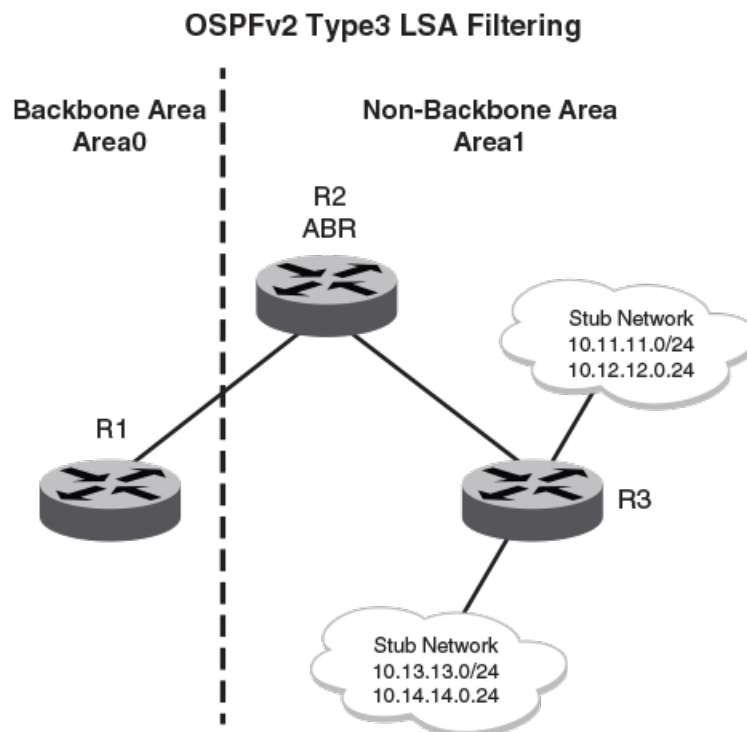 OSPFv2 Type3 LSA Filtering
Backbone Area
Area0
Non-Backbone Area
Area1
R2
ABR
Stub Network
10.11.11.0/24
10.12.12.0.24
R1
R3
Stub Network
10.13.13.0/24
10.14.14.0.24